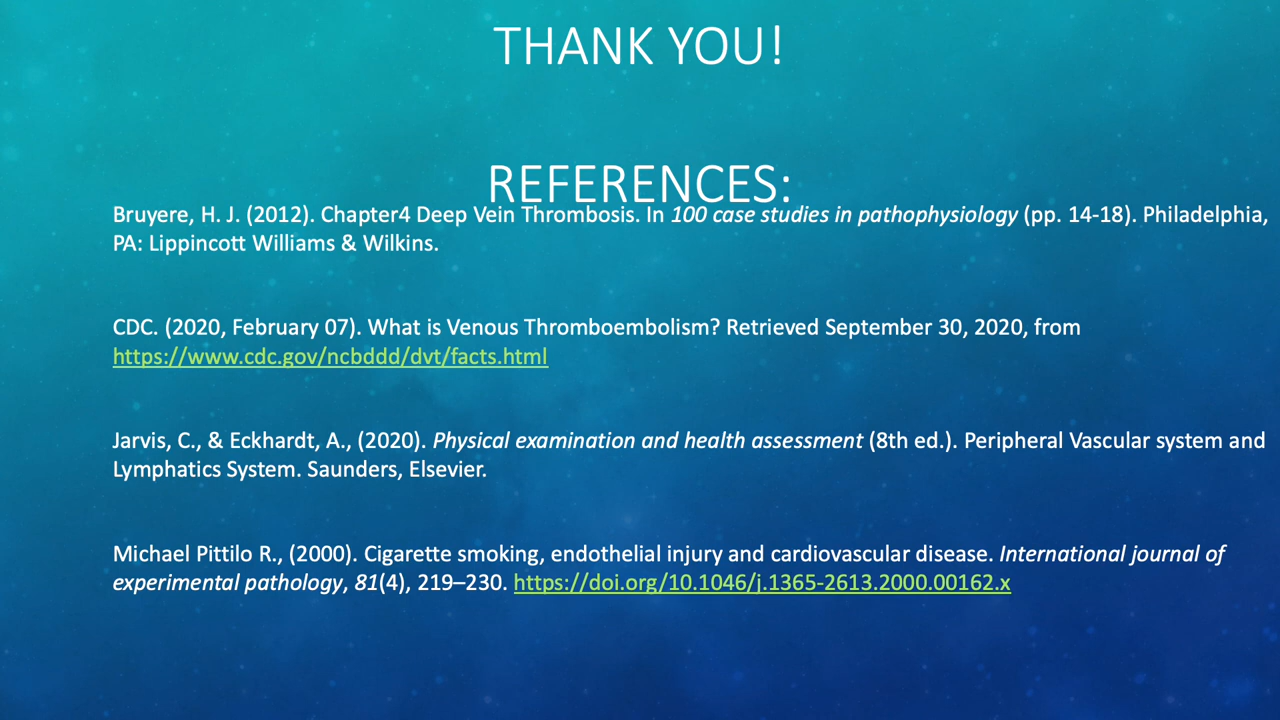 THANK YOU!
REFERENCES:
Bruyere, H. J. (2012). Chapter4 Deep Vein Thrombosis. In 100 case studies in pathophysiology (pp. 14-18). Philadelphia,
PA: Lippincott Williams & Wilkins.
CDC. (2020, February 07). What is Venous Thromboembolism? Retrieved September 30, 2020, from
https://www.cdc.gov/ncbddd/dvt/facts.html
Jarvis, C., & Eckhardt, A., (2020). Physical examination and health assessment (8th ed.). Peripheral Vascular system and
Lymphatics System. Saunders, Elsevier.
Michael Pittilo R., (2000). Cigarette smoking, endothelial injury and cardiovascular disease. International journal of
experimental pathology, 81(4), 219–230. https://doi.org/10.1046/j.1365-2613.2000.00162.x